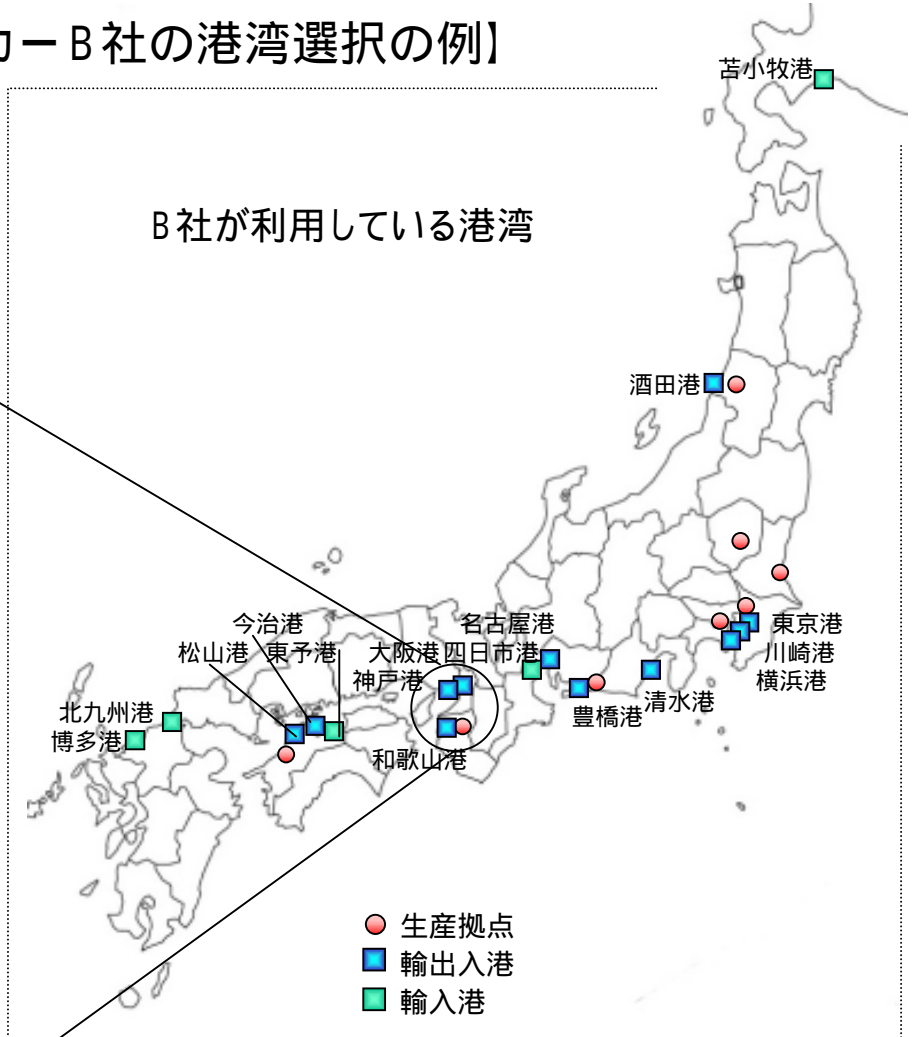 カーB社の港湾選択の例】
B社が利用している港湾
苫小牧港
酒田港
東京港
川崎港
横浜港
名古屋港
四日市港
大阪港
神戸港
和歌山港
豊橋港
清水港
今治港
松山港
東予港
北九州港
博多港
生産拠点
輸出入港
輸入港